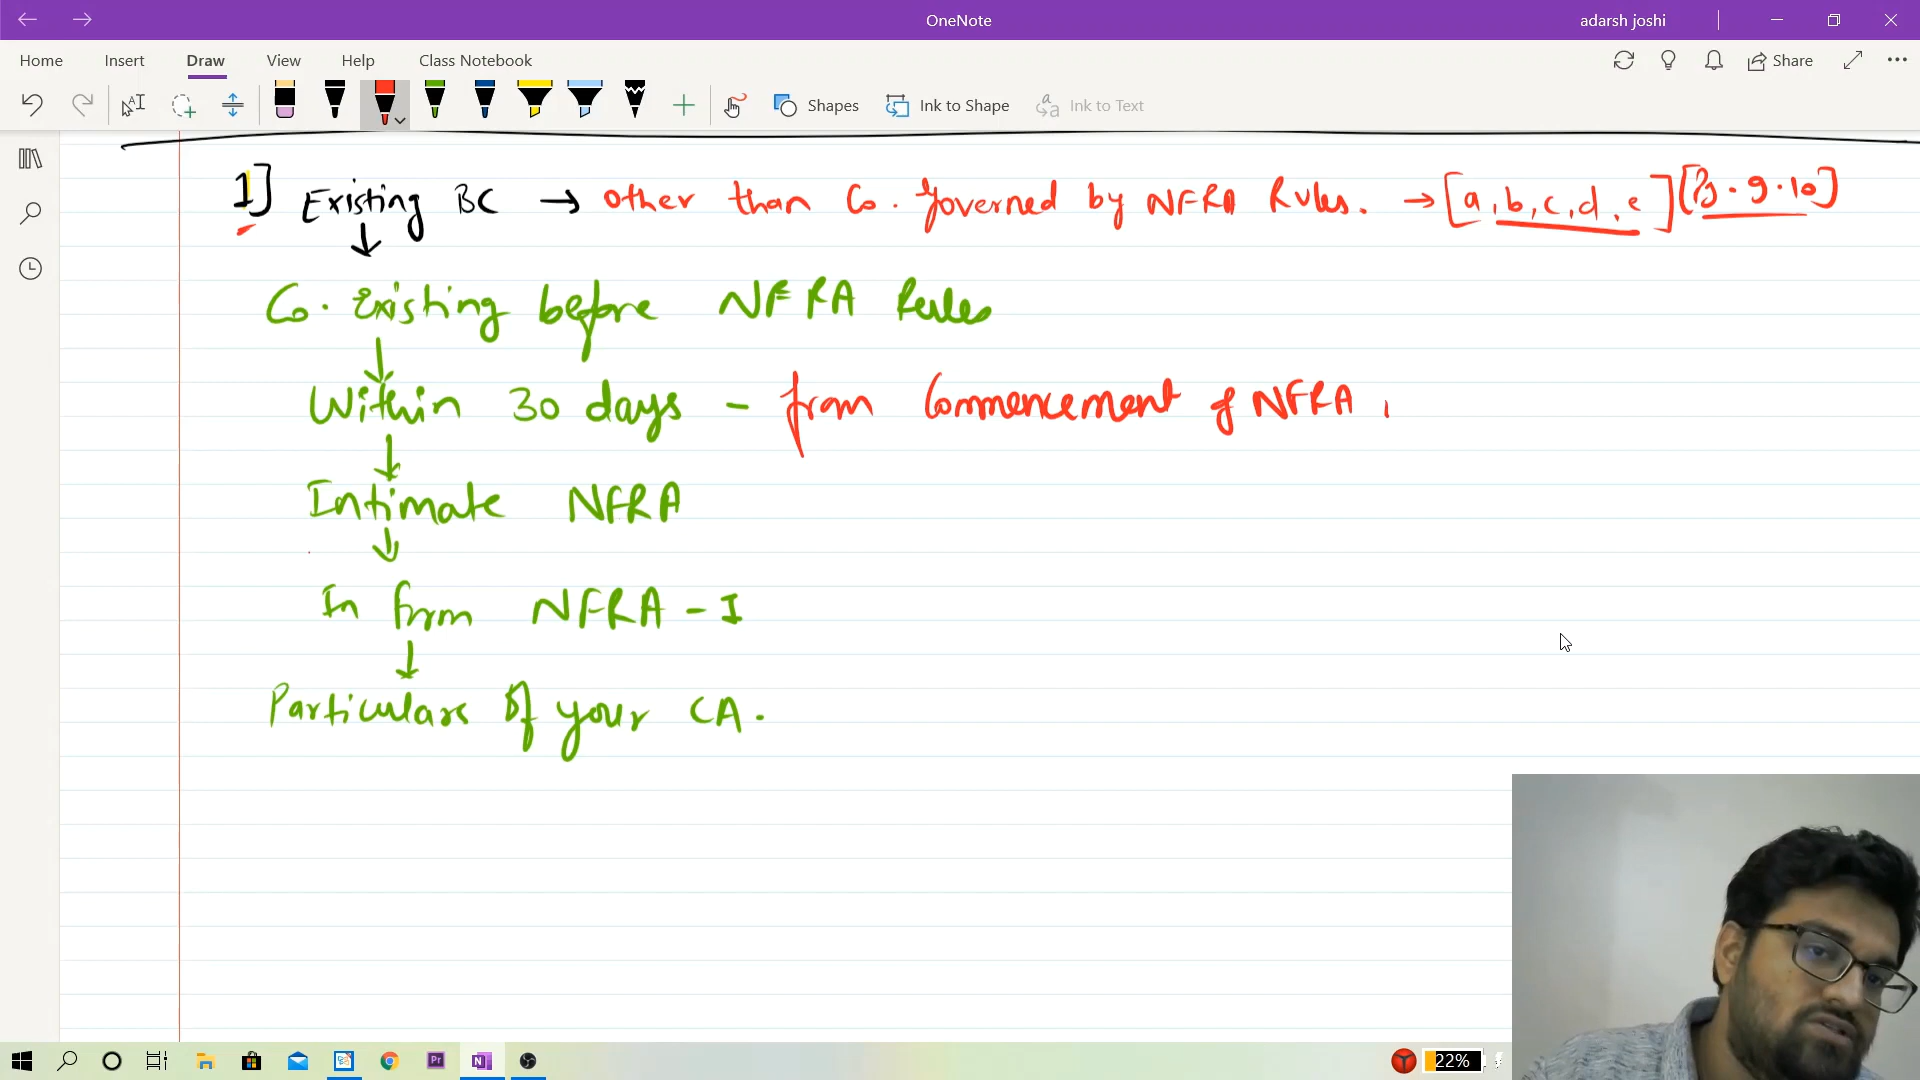 OneNote
adarsh joshi
Home Insert Draw View Help Class Notebook
Share
Shapes Ink to Shape Ink to Text
1] Existing BC → other than Co. governed by NFRA Rules. → [a, b, c, d, e] [Pg. 9.10]
Co. Existing before NFRA Rules
Within 30 days - from Commencement of NFRA
Intimate NFRA
In form NFRA - I
Particulars Of your CA.
22%